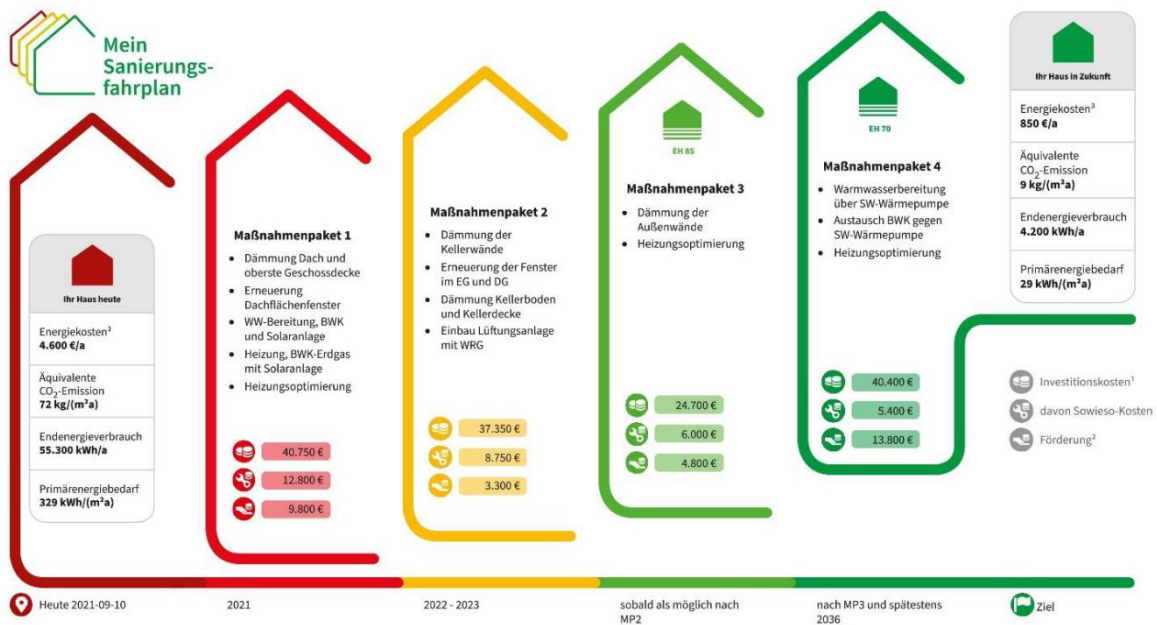 Mein
Sanierungs-
fahrplan
Ihr Haus heute
Energiekosten³
4.600 €/a
Äquivalente
CO₂-Emission
72 kg/(m²a)
Endenergieverbrauch
55.300 kWh/a
Primärenergiebedarf
329 kWh/(m²a)
Maßnahmenpaket 1
• Dämmung Dach und
oberste Geschossdecke
• Erneuerung
Dachflächenfenster
• WW-Bereitung, BWK
und Solaranlage
• Heizung, BWK-Erdgas
mit Solaranlage
• Heizungsoptimierung
40.750 €
12.800 €
9.800 €
Maßnahmenpaket 2
• Dämmung der
Kellerwände
• Erneuerung der Fenster
im EG und DG
• Dämmung Kellerboden
und Kellerdecke
• Einbau Lüftungsanlage
mit WRG
37.350 €
8.750 €
3.300 €
EH 85
Maßnahmenpaket 3
• Dämmung der
Außenwände
• Heizungsoptimierung
24.700 €
6.000 €
4.800 €
EH 70
Maßnahmenpaket 4
• Warmwasserbereitung
über SW-Wärmepumpe
• Austausch BWK gegen
SW-Wärmepumpe
• Heizungsoptimierung
40.400 €
5.400 €
13.800 €
Ihr Haus in Zukunft
Energiekosten³
850 €/a
Äquivalente
CO₂-Emission
9 kg/(m²a)
Endenergieverbrauch
4.200 kWh/a
Primärenergiebedarf
29 kWh/(m²a)
Investitionskosten¹
davon Sowieso-Kosten
Förderung²
Heute 2021-09-10
2021
2022 - 2023
sobald als möglich nach
MP2
nach MP3 und spätestens
2036
Ziel